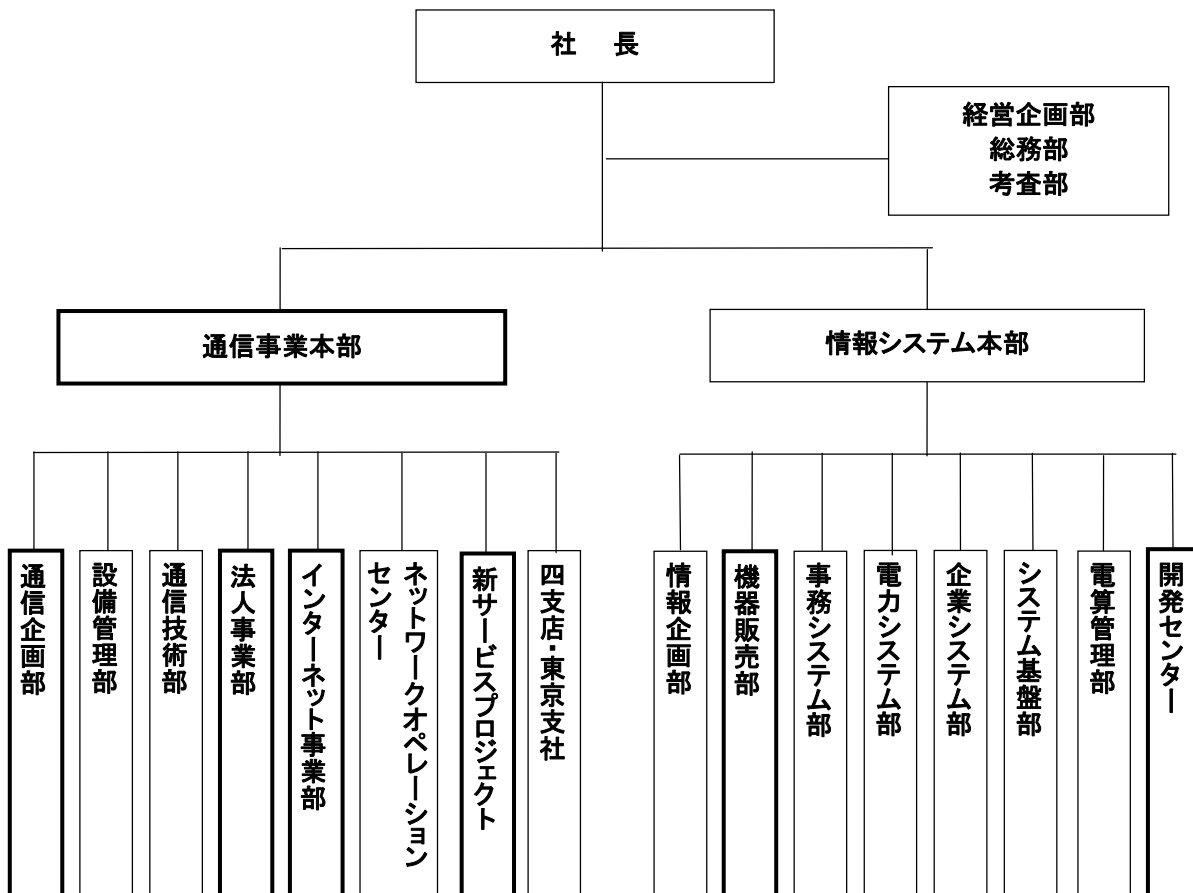 社　長
経営企画部
総務部
考査部
通信事業本部
情報システム本部
通信企画部
設備管理部
通信技術部
法人事業部
インターネット事業部
ネットワークオペレーション
センター
新サービスプロジェクト
四支店・東京支社
情報企画部
機器販売部
事務システム部
電力システム部
企業システム部
システム基盤部
電算管理部
開発センター